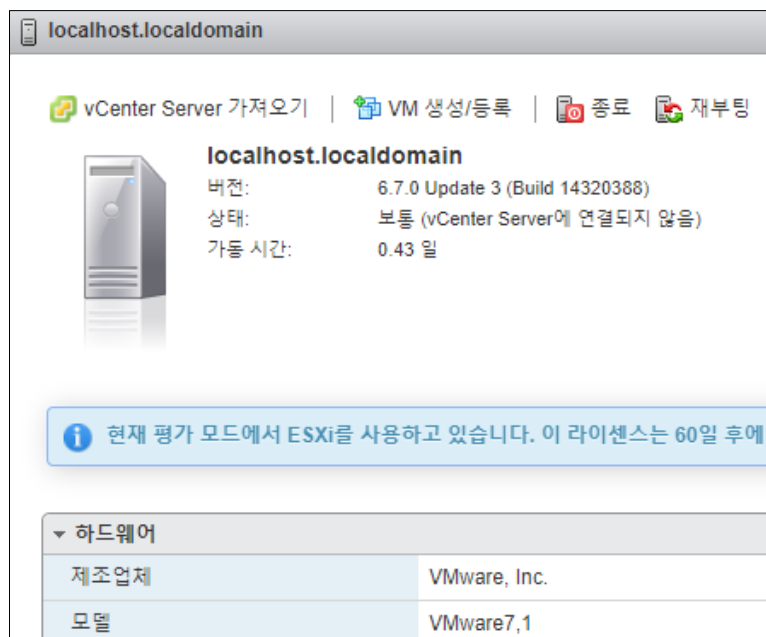 localhost.localdomain
vCenter Server 가져오기 | VM 생성/등록 | 종료 재부팅
localhost.localdomain
버전: 6.7.0 Update 3 (Build 14320388)
상태: 보통 (vCenter Server에 연결되지 않음)
가동 시간: 0.43 일
현재 평가 모드에서 ESXi를 사용하고 있습니다. 이 라이센스는 60일 후에
하드웨어
제조업체 VMware, Inc.
모델 VMware7,1